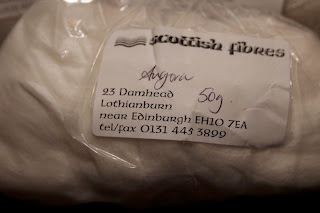 scottish fibres
Angora
50g.
23 Damhead
Lothianburn
near Edinburgh EH10 7EA
tel/fax 0131 445 3899